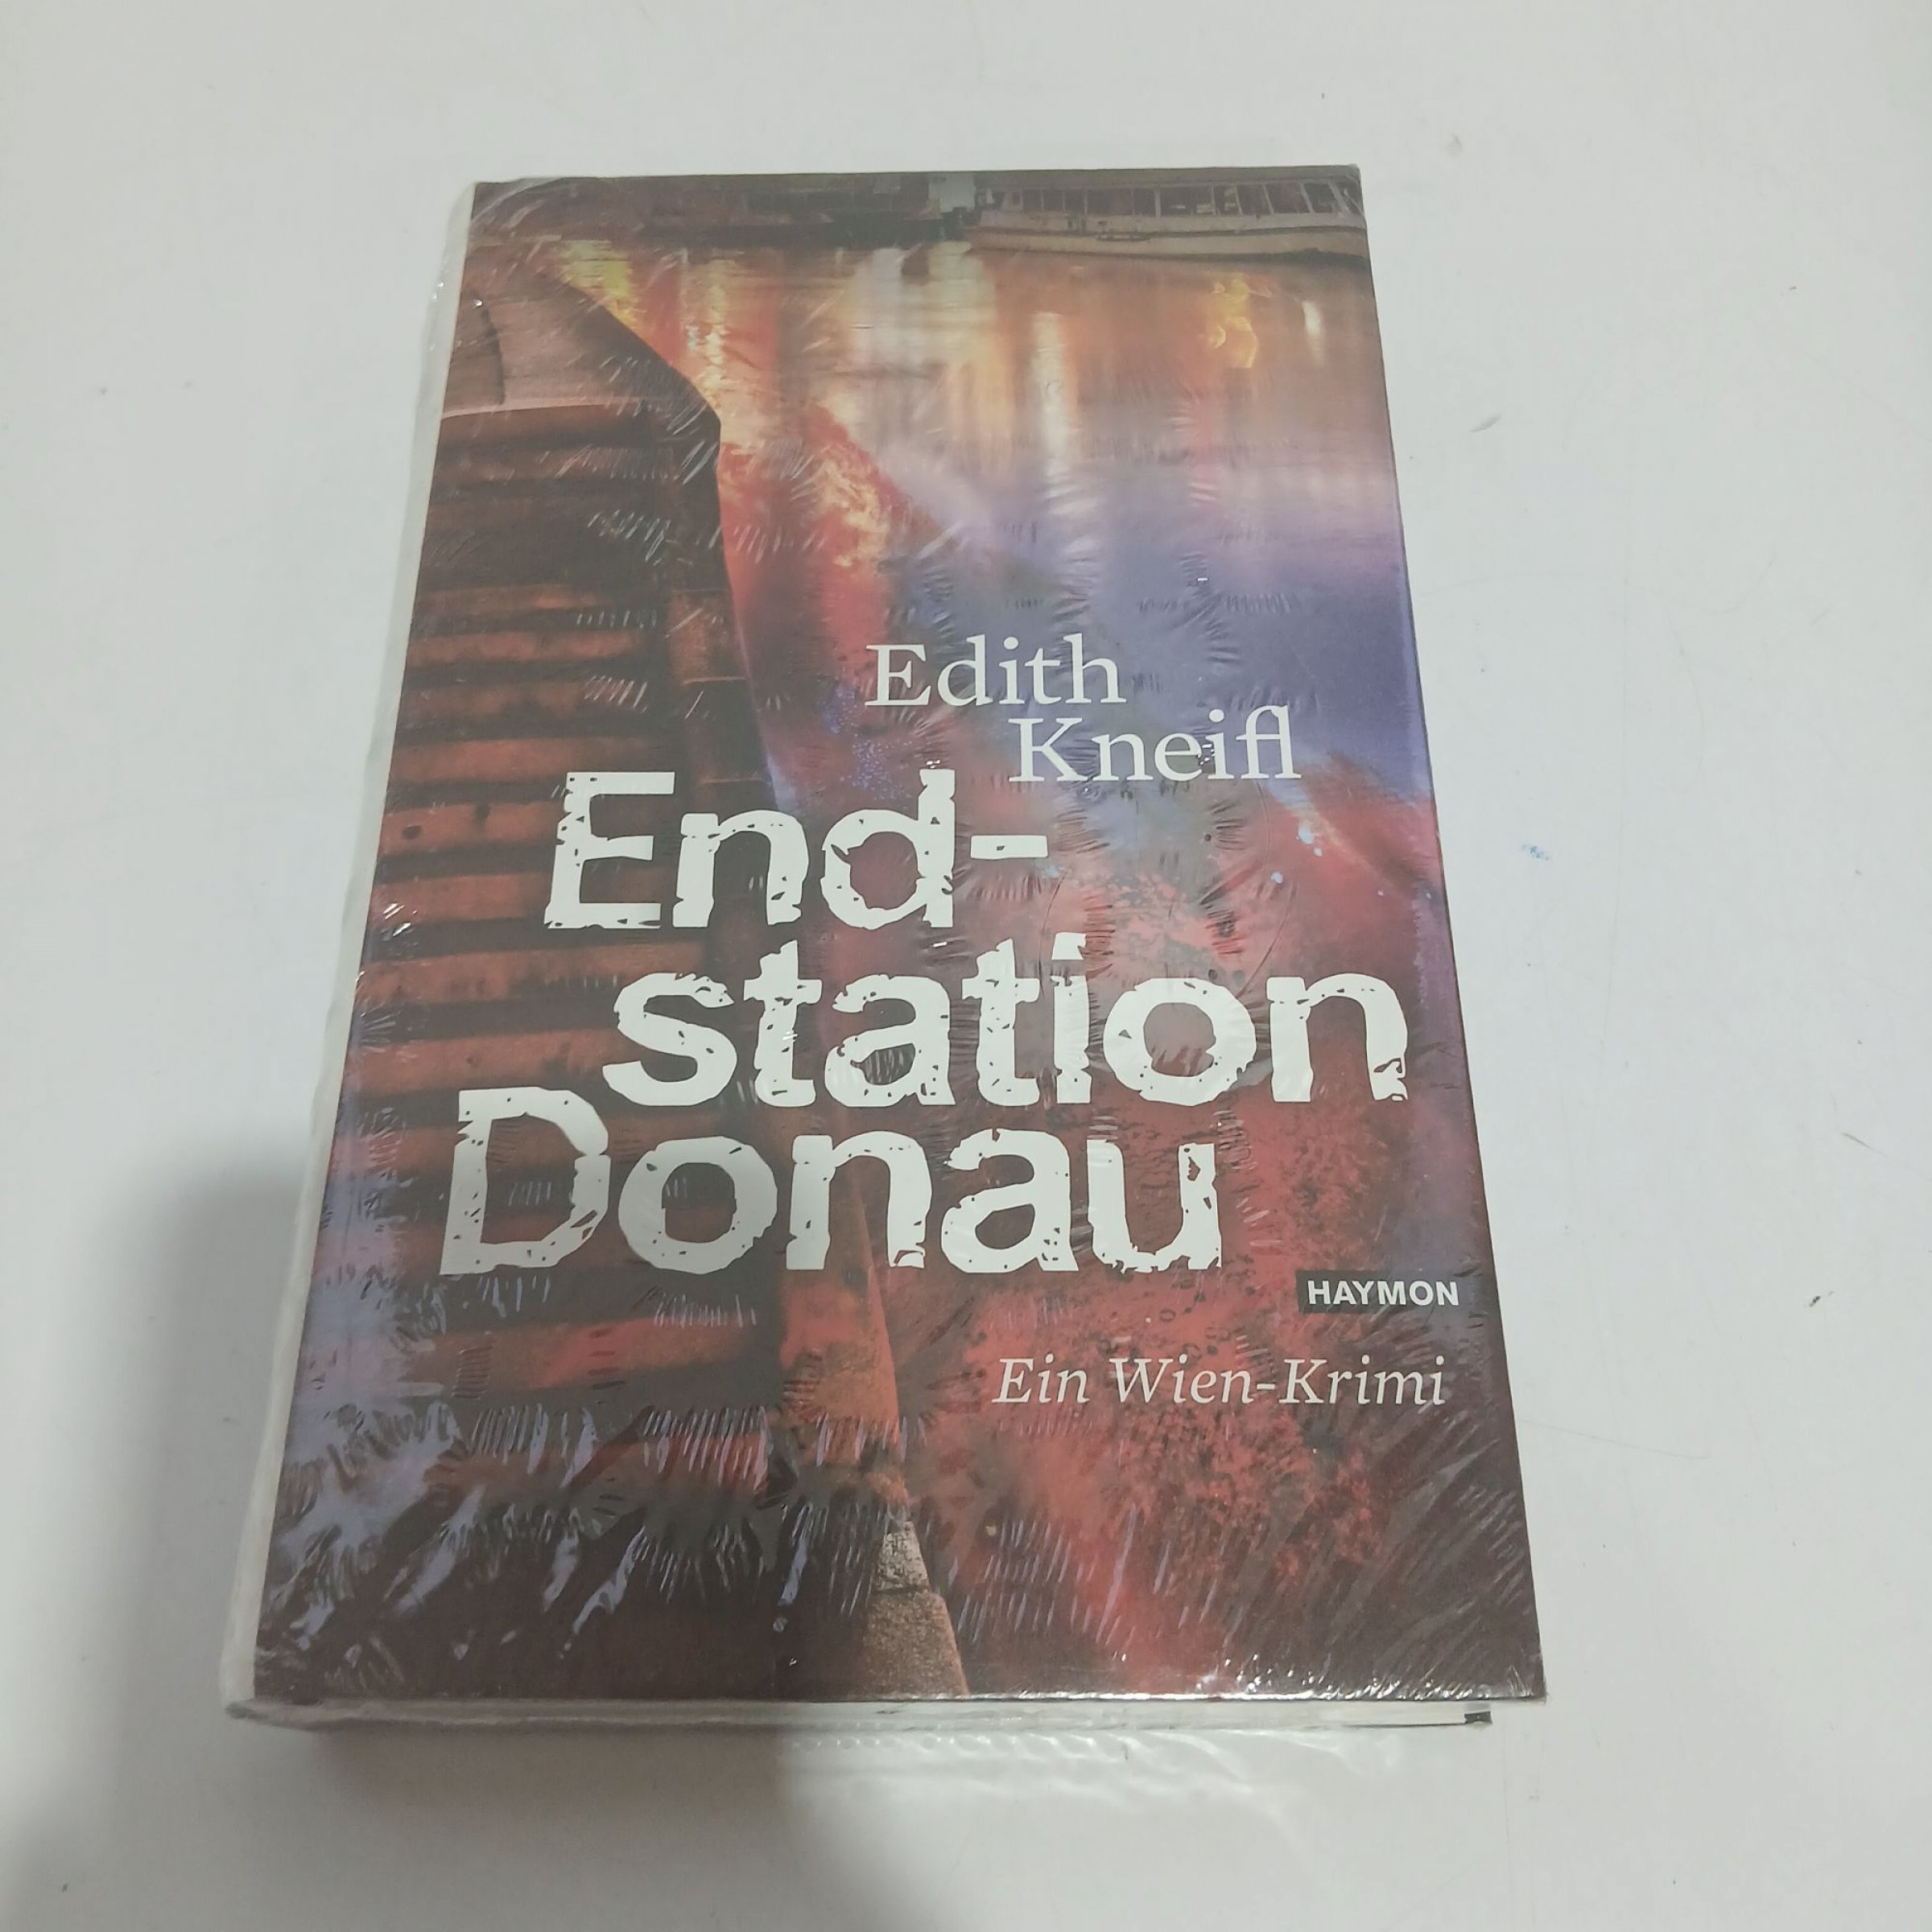 Edith
Kneifl
End-
station
Donau
HAYMON
Ein Wien-Krimi